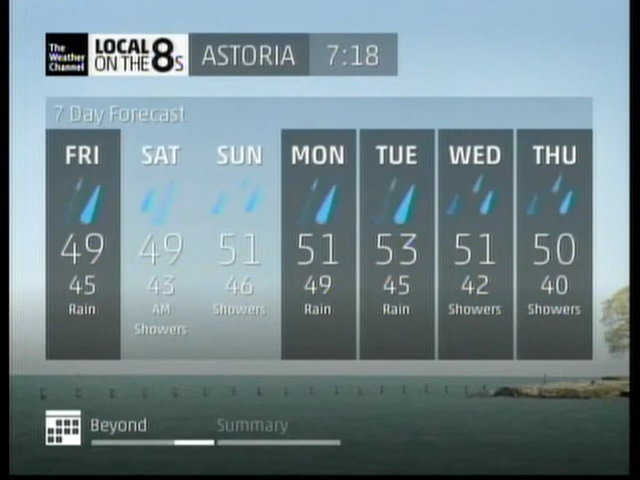 The
Weather
Channel
LOCAL
ON THE 8s
ASTORIA 7:18
7 Day Forecast
FRI SAT SUN MON TUE WED THU
49 49 51 51 53 51 50
45 43 46 49 45 42 40
Rain AM Showers Rain Rain Showers Showers
Showers
Beyond Summary